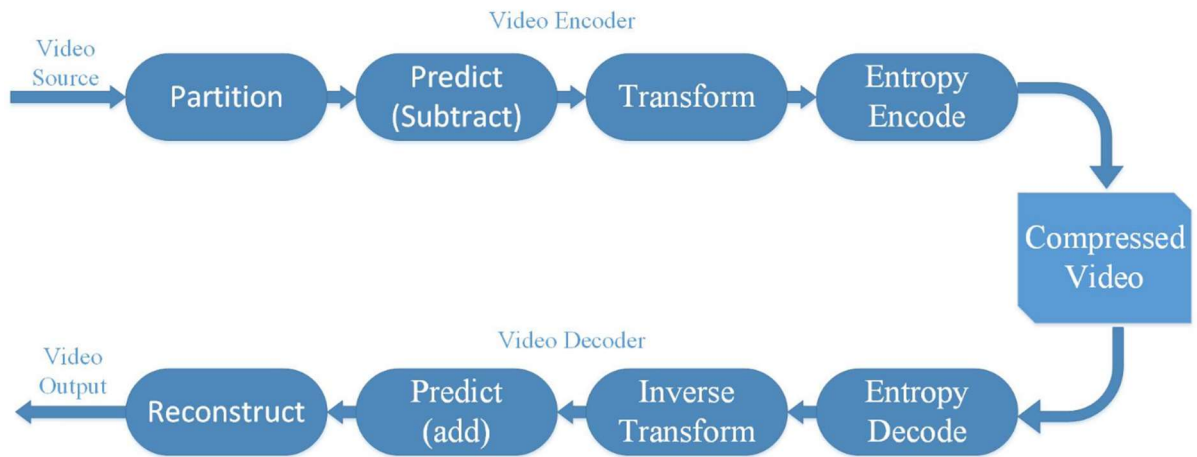 Video Encoder
Video
Source
Partition
Predict
(Subtract)
Transform
Entropy
Encode
Compressed
Video
Video Decoder
Video
Output
Reconstruct
Predict
(add)
Inverse
Transform
Entropy
Decode